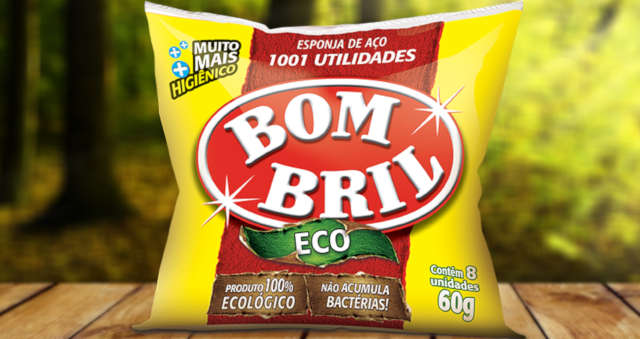 MUITO
MAIS
HIGIÊNICO
ESPONJA DE AÇO
1001 UTILIDADES
BOM
BRIL
ECO
PRODUTO 100%
ECOLÓGICO
NÃO ACUMULA
BACTÉRIAS!
Contém 8
unidades
60g